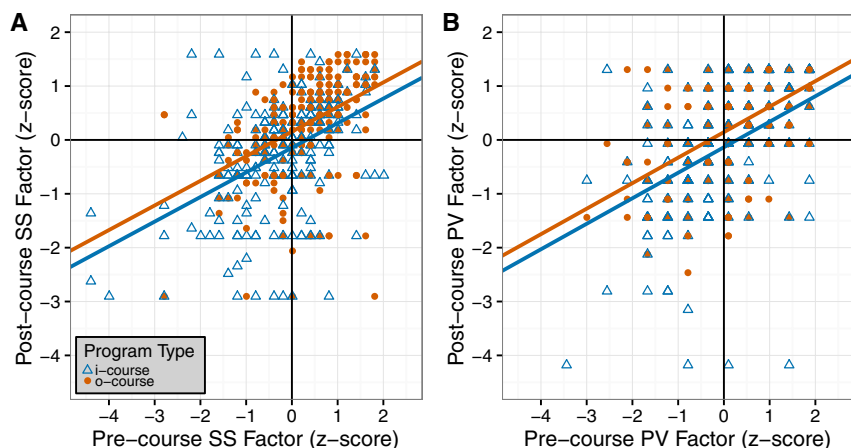 A
B
Post-course SS Factor (z-score)
2
1
0
−1
−2
−3
−4
Program Type
i-course
o-course
−4 −3 −2 −1 0 1 2
Pre-course SS Factor (z-score)
Post-course PV Factor (z-score)
2
1
0
−1
−2
−3
−4
−4 −3 −2 −1 0 1 2
Pre-course PV Factor (z-score)